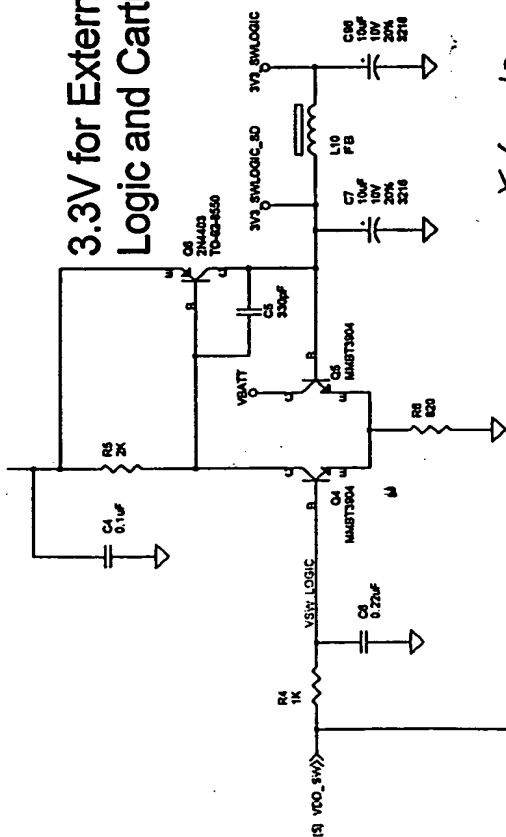 3.3V for Extern
Logic and Cart
Q6
2N4403
TO-92-8550
E
B
C
C5
330pF
3V3_SWLOGIC_SD
3V3_SWLOGIC
L10
FB
C7
10uF
10V
20%
3216
C96
10uF
10V
20%
3216
R5
2K
C4
0.1uF
VBATT
C
B
E
Q5
MMBT3904
C
B
E
Q4
MMBT3904
R6
820
VSW_LOGIC
R4
1K
C6
0.22uF
[5] VDD_SW